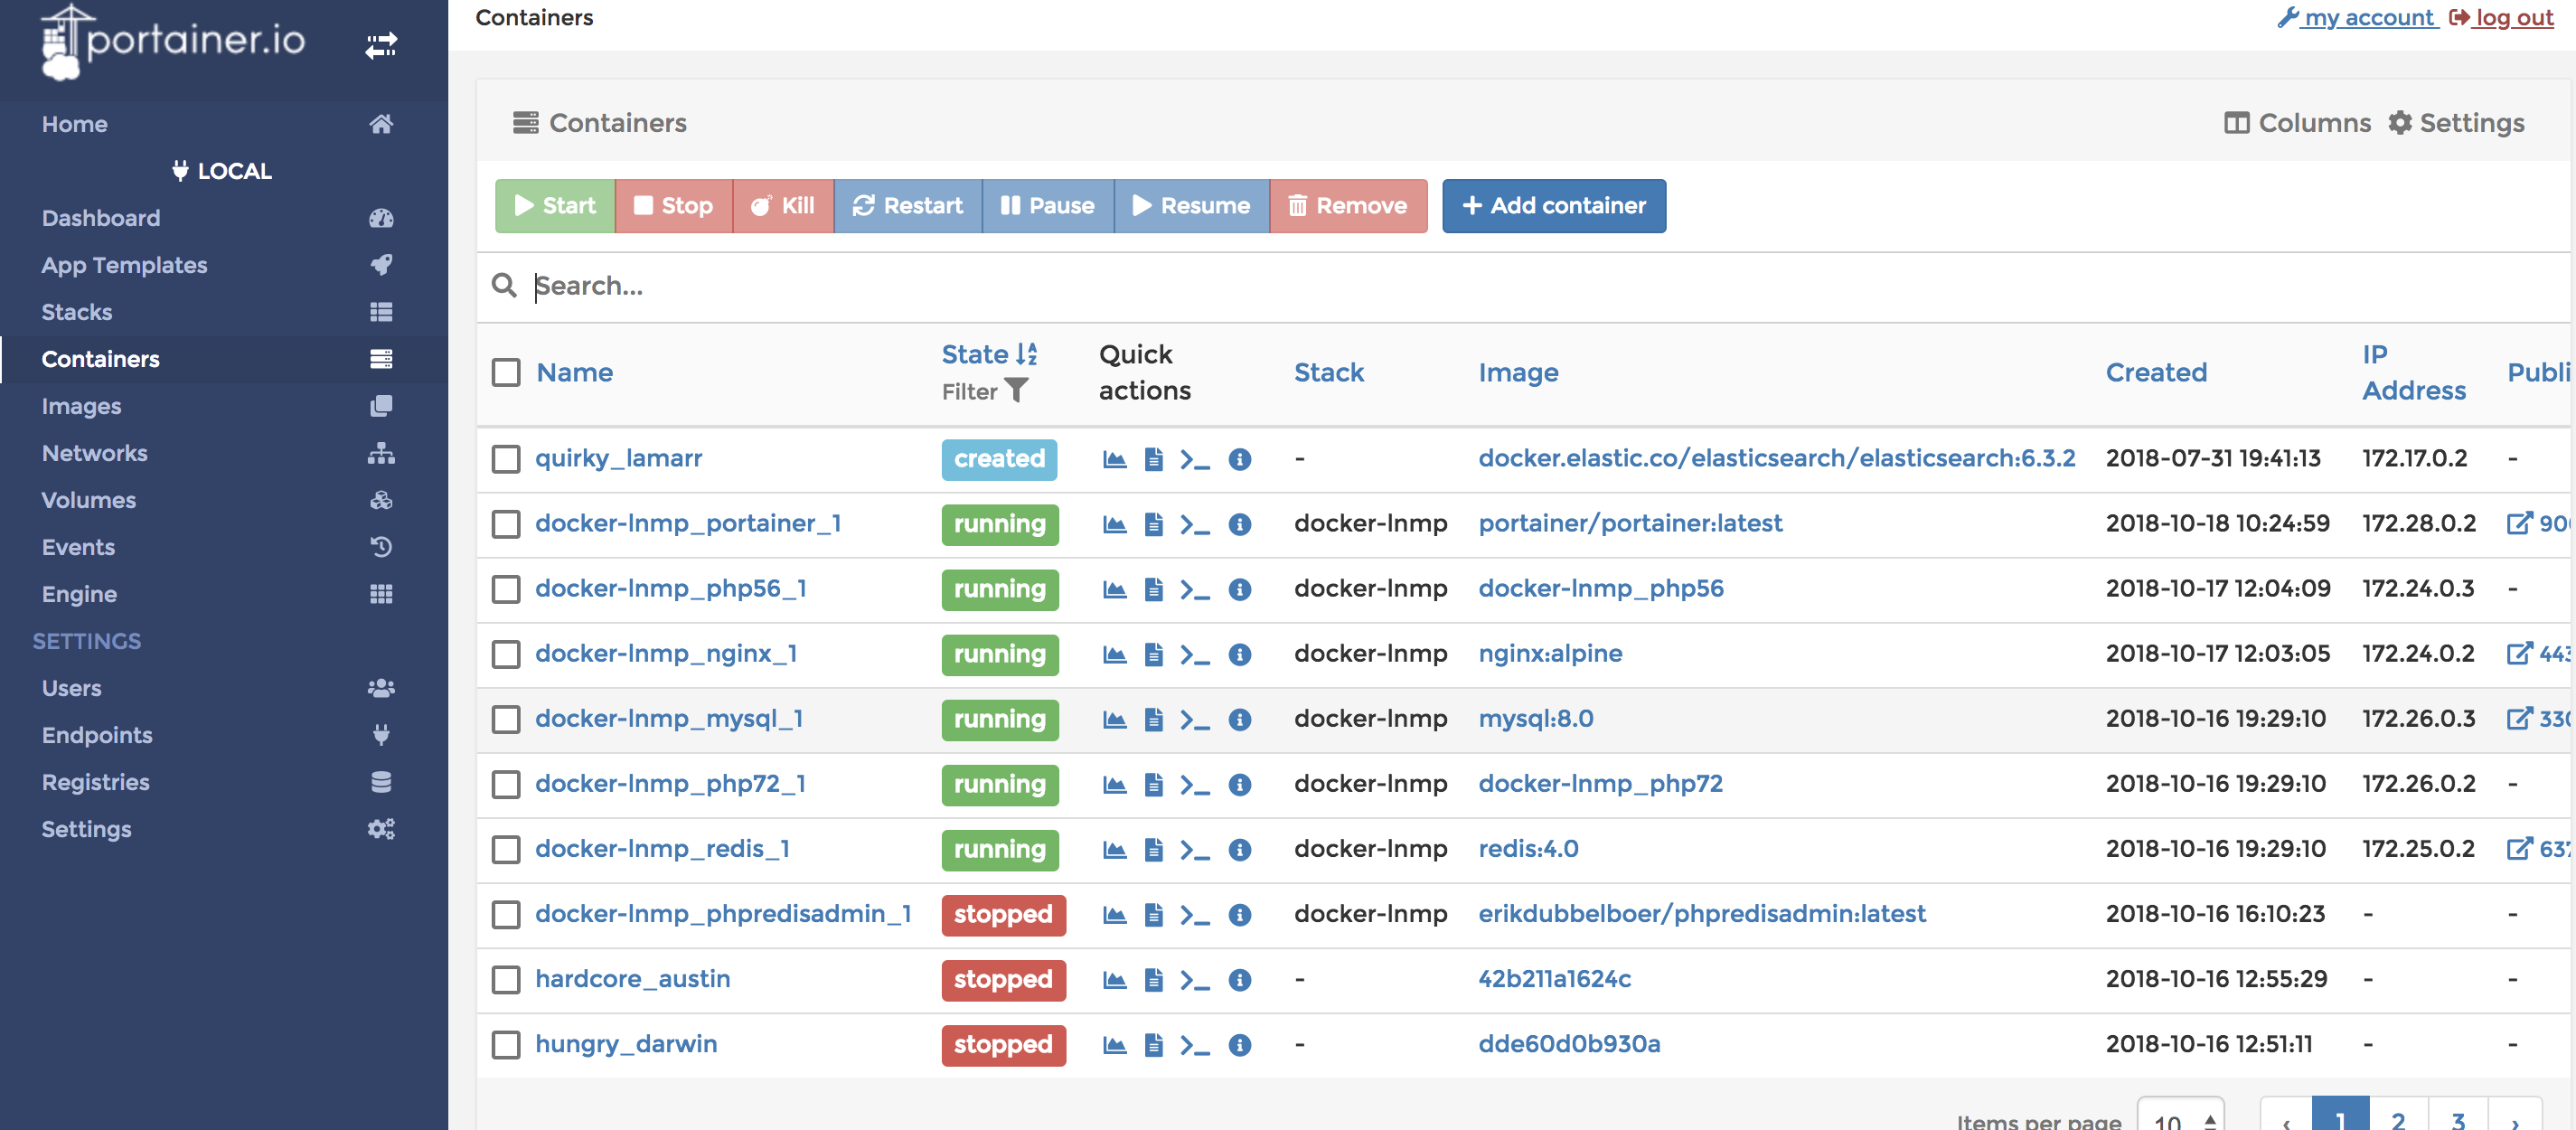 portainer.io
Containers
my account log out
Home
LOCAL
Dashboard
App Templates
Stacks
Containers
Images
Networks
Volumes
Events
Engine
SETTINGS
Users
Endpoints
Registries
Settings
Containers
Columns Settings
Start Stop Kill Restart Pause Resume Remove Add container
Search...
Name State Filter Quick actions Stack Image Created IP Address Publi
quirky_lamarr created - docker.elastic.co/elasticsearch/elasticsearch:6.3.2 2018-07-31 19:41:13 172.17.0.2 -
docker-lnmp_portainer_1 running docker-lnmp portainer/portainer:latest 2018-10-18 10:24:59 172.28.0.2 90
docker-lnmp_php56_1 running docker-lnmp docker-lnmp_php56 2018-10-17 12:04:09 172.24.0.3 -
docker-lnmp_nginx_1 running docker-lnmp nginx:alpine 2018-10-17 12:03:05 172.24.0.2 443
docker-lnmp_mysql_1 running docker-lnmp mysql:8.0 2018-10-16 19:29:10 172.26.0.3 330
docker-lnmp_php72_1 running docker-lnmp docker-lnmp_php72 2018-10-16 19:29:10 172.26.0.2 -
docker-lnmp_redis_1 running docker-lnmp redis:4.0 2018-10-16 19:29:10 172.25.0.2 637
docker-lnmp_phpredisadmin_1 stopped docker-lnmp erikdubbelboer/phpredisadmin:latest 2018-10-16 16:10:23 - -
hardcore_austin stopped - 42b211a1624c 2018-10-16 12:55:29 - -
hungry_darwin stopped - dde60d0b930a 2018-10-16 12:51:11 - -
Items per page 10 ‹ 1 2 3 ›